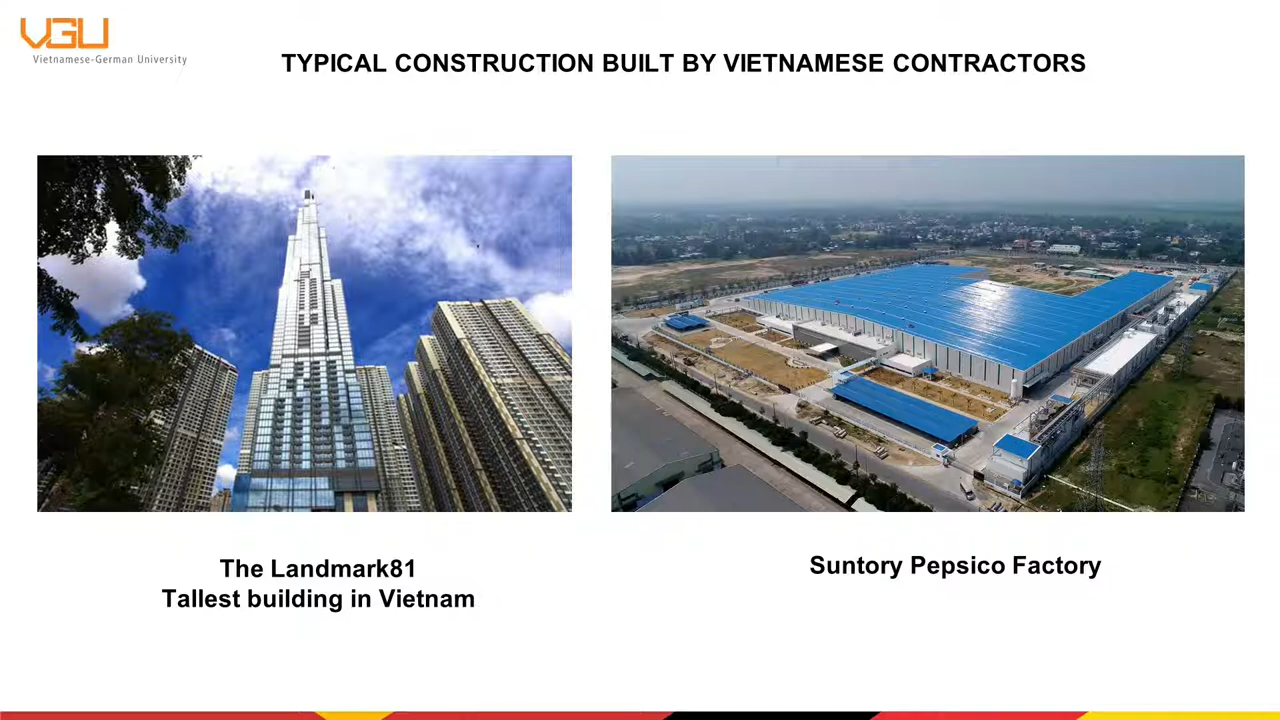 VGU
Vietnamese-German University
TYPICAL CONSTRUCTION BUILT BY VIETNAMESE CONTRACTORS
The Landmark81
Tallest building in Vietnam
Suntory Pepsico Factory